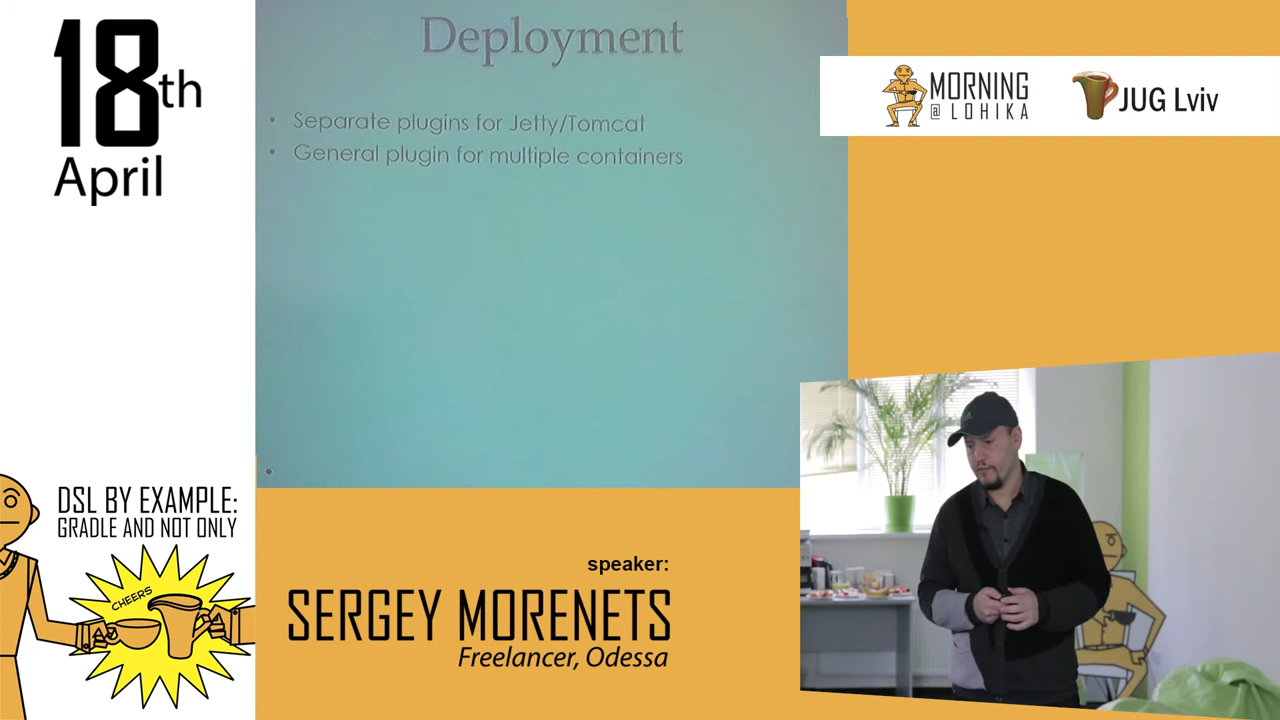 18th
April
Deployment
• Separate plugins for Jetty/Tomcat
• General plugin for multiple containers
MORNING
@ LOHIKA
JUG Lviv
DSL BY EXAMPLE:
GRADLE AND NOT ONLY
CHEERS
speaker:
SERGEY MORENETS
Freelancer, Odessa